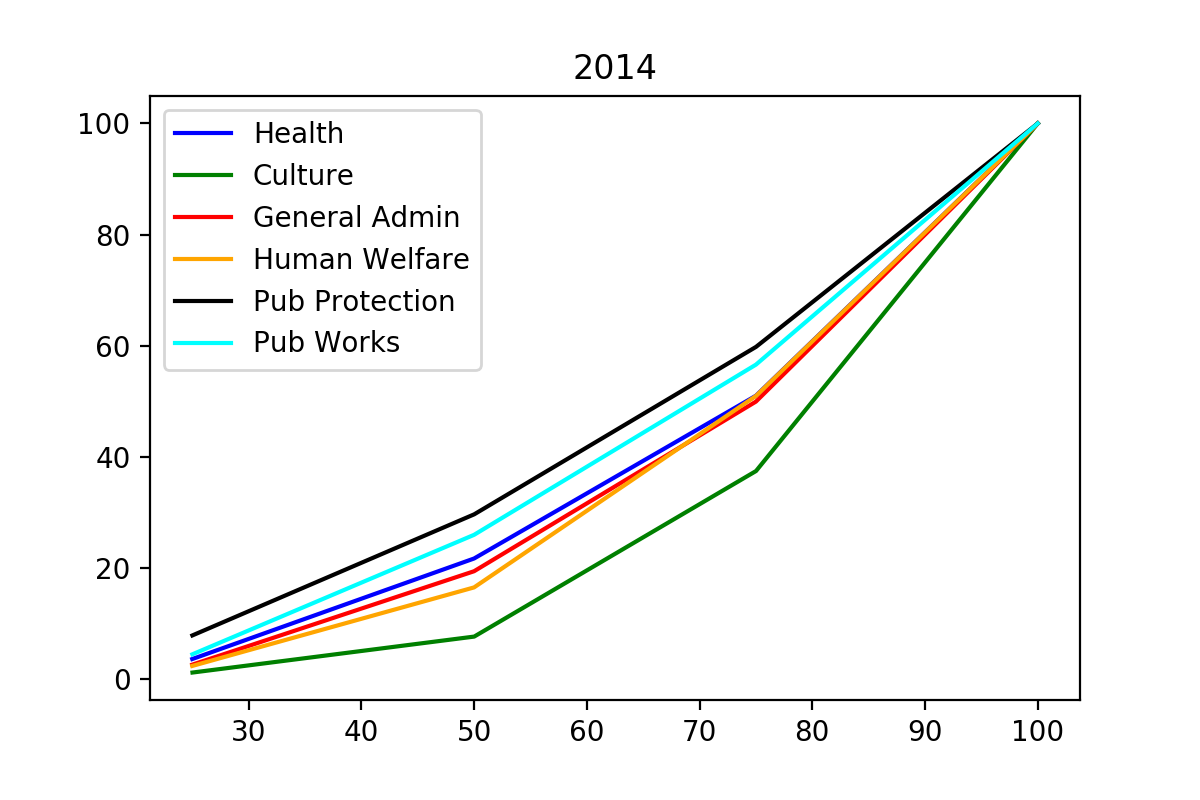 2014
100
80
60
40
20
0
Health
Culture
General Admin
Human Welfare
Pub Protection
Pub Works
30 40 50 60 70 80 90 100